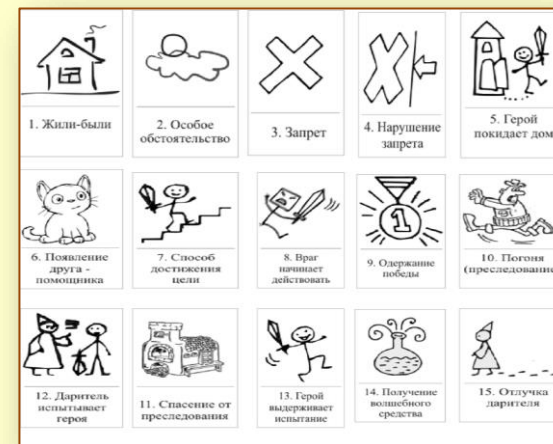 1. Жили-были
2. Особое
обстоятельство
3. Запрет
4. Нарушение
запрета
5. Герой
покидает дом
6. Появление
друга -
помощника
7. Способ
достижения
цели
8. Враг
начинает
действовать
1
9. Одержание
победы
10. Погоня
(преследование
12. Даритель
испытывает
героя
11. Спасение от
преследования
13. Герой
выдерживает
испытание
14. Получение
волшебного
средства
15. Отлучка
дарителя